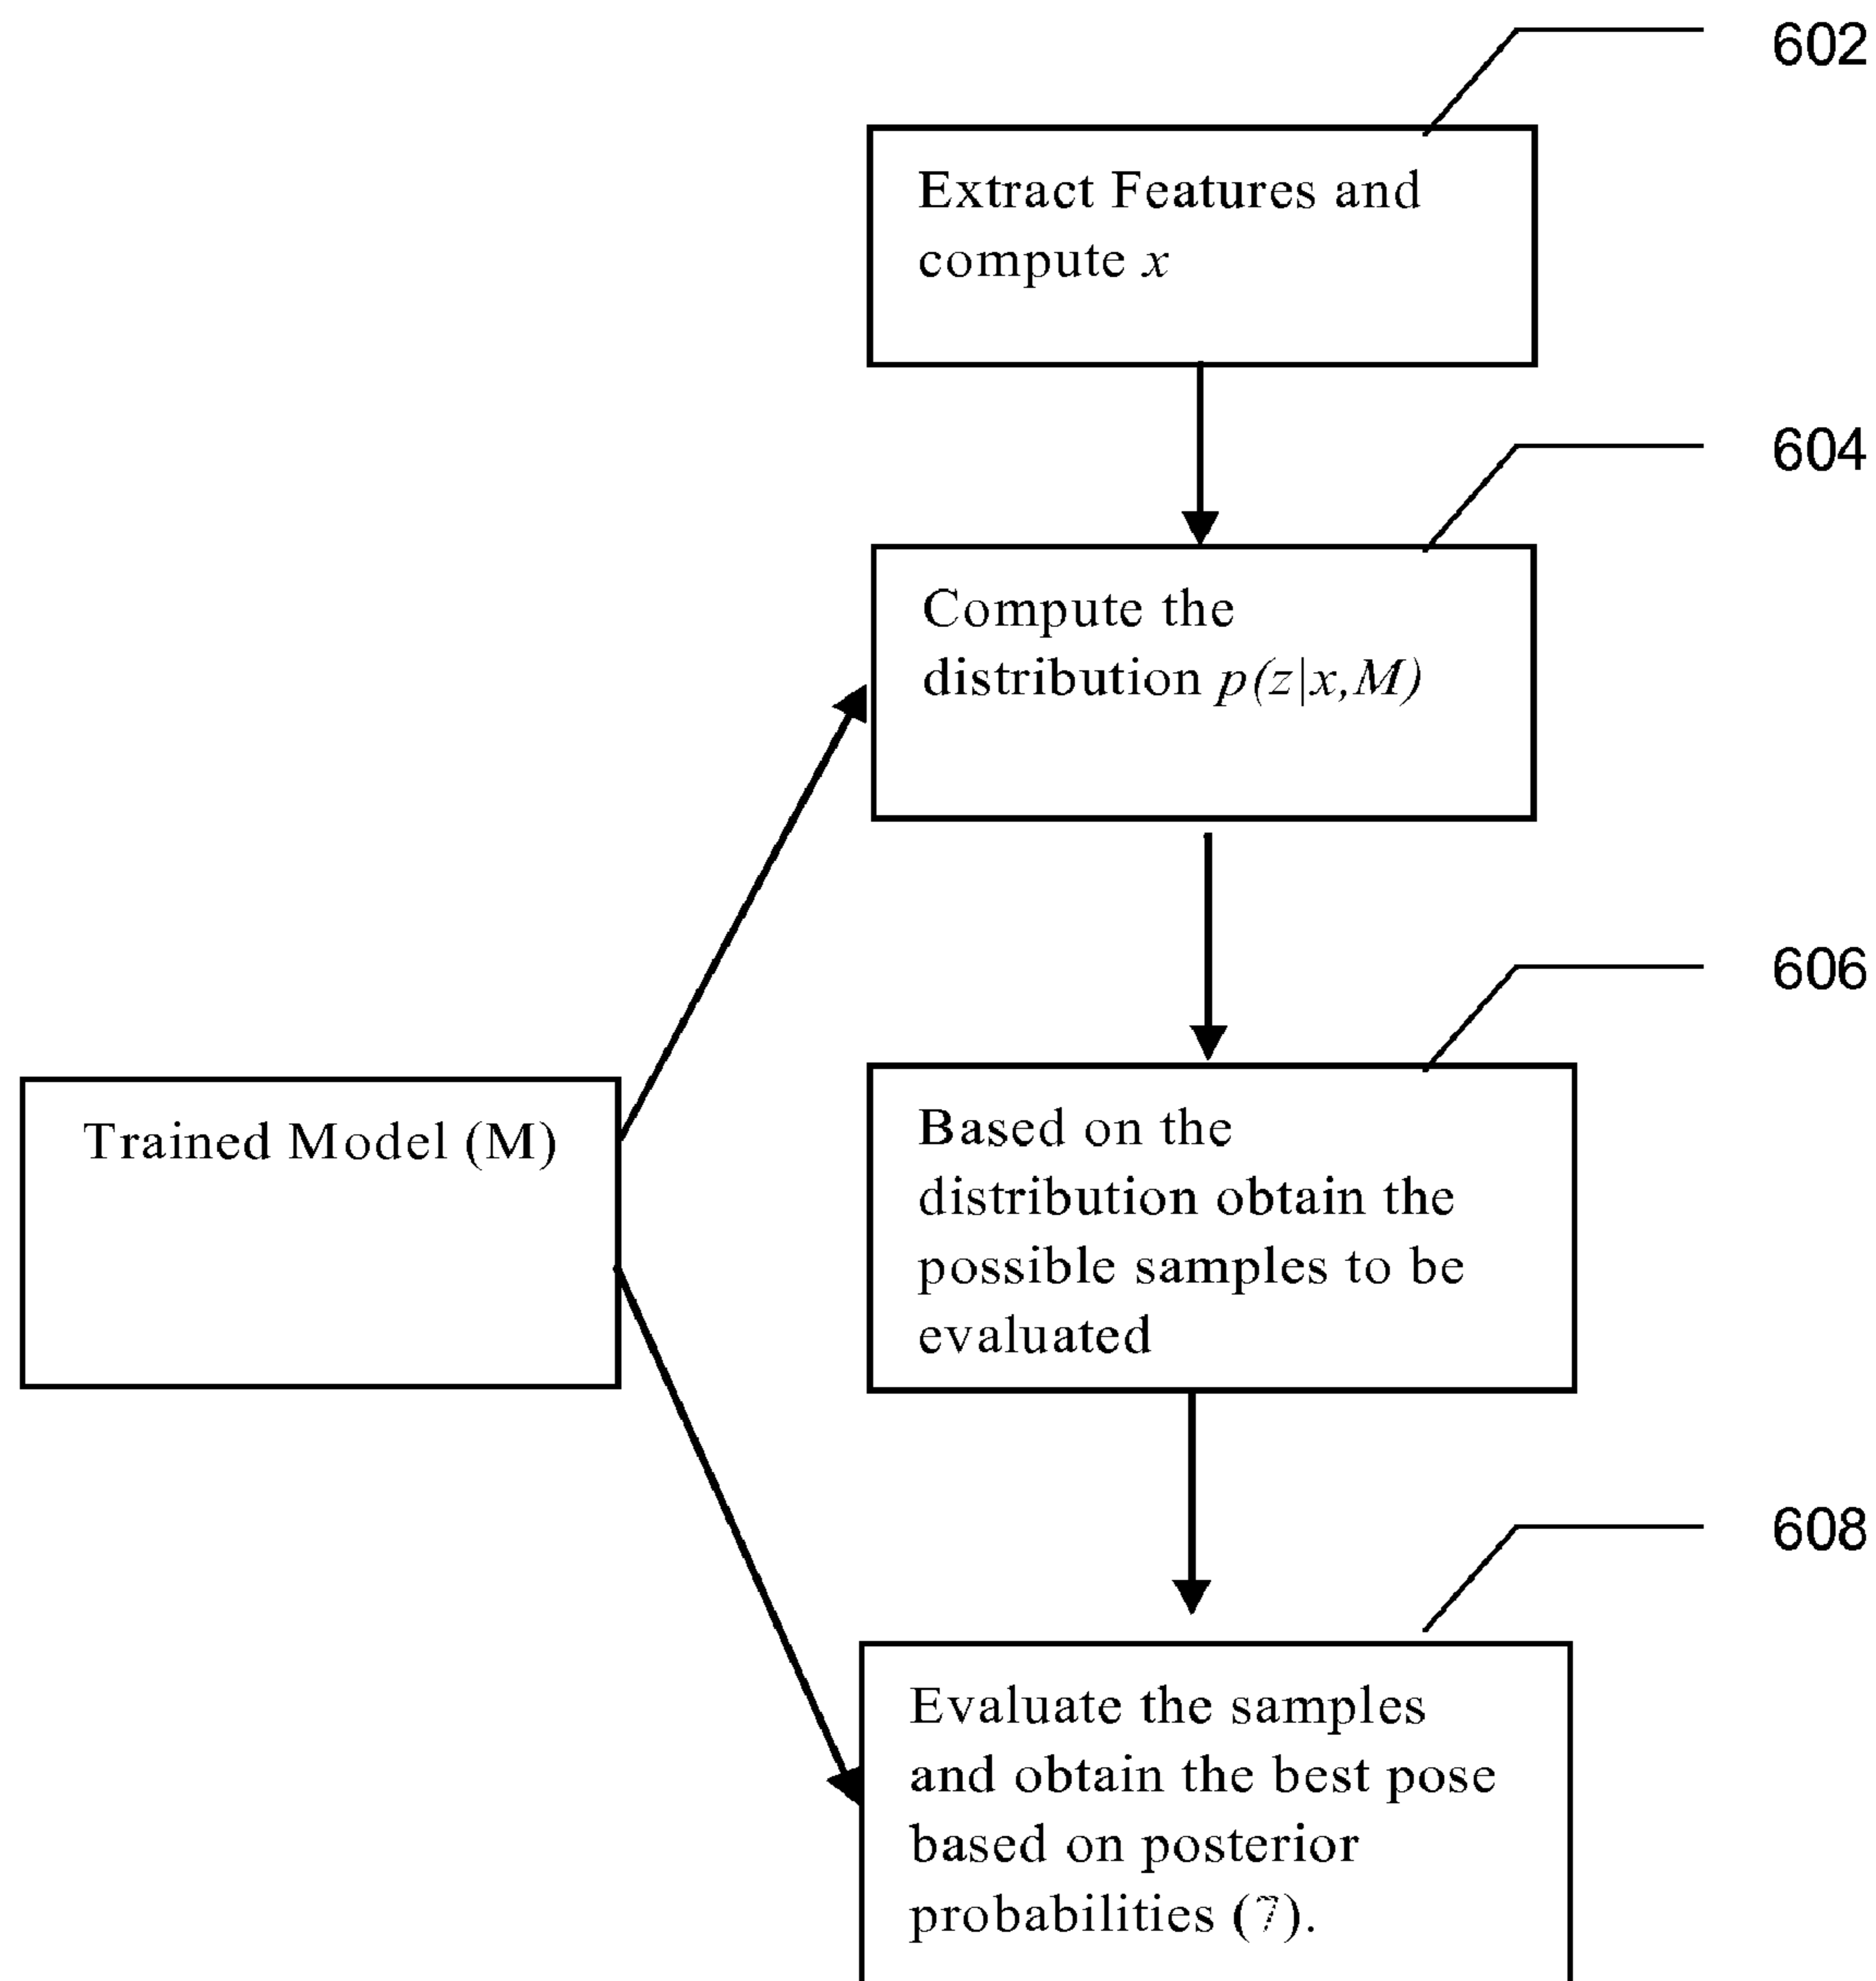 602
Extract Features and
compute x
604
Compute the
distribution p(z|x,M)
606
Trained Model (M)
Based on the
distribution obtain the
possible samples to be
evaluated
608
Evaluate the samples
and obtain the best pose
based on posterior
probabilities (7).